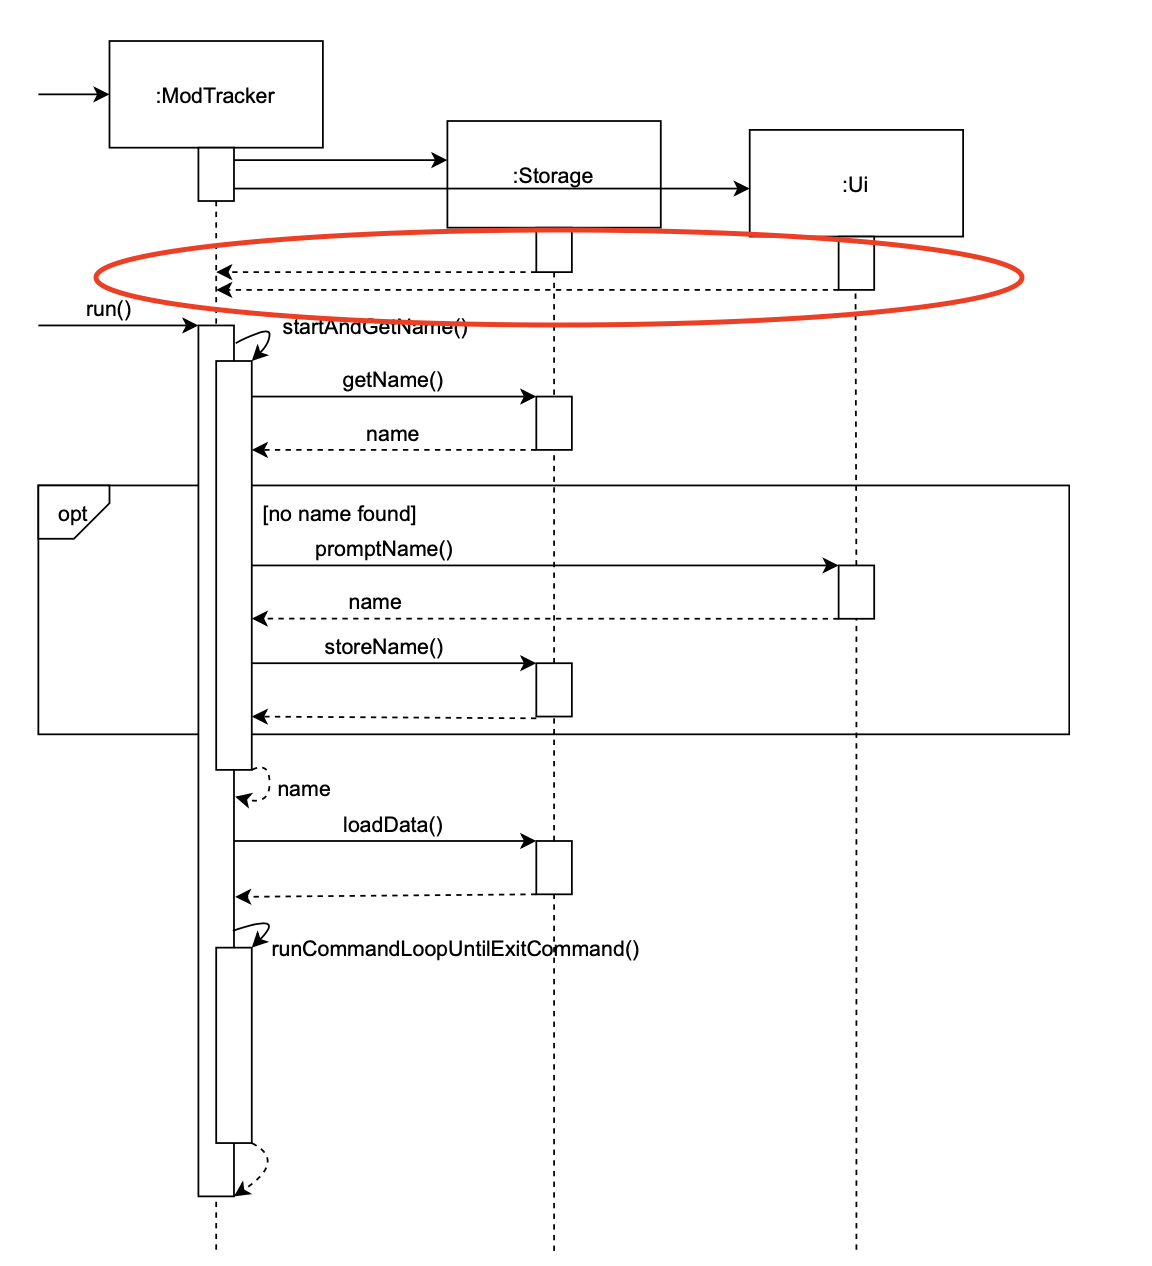 :ModTracker
:Storage
:Ui
run()
startAndGetName()
getName()
name
opt
[no name found]
promptName()
name
storeName()
name
loadData()
runCommandLoopUntilExitCommand()